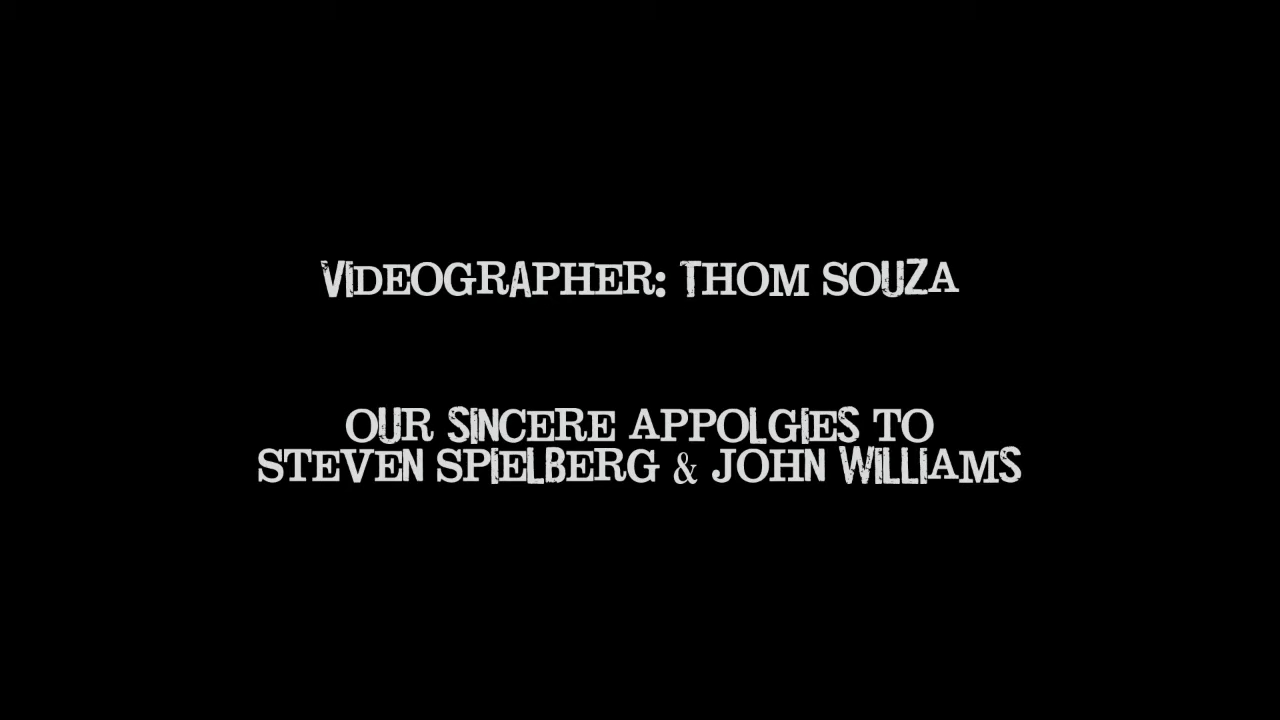 VIDEOGRAPHER: THOM SOUZA
OUR SINCERE APPOLGIES TO
STEVEN SPIELBERG & JOHN WILLIAMS